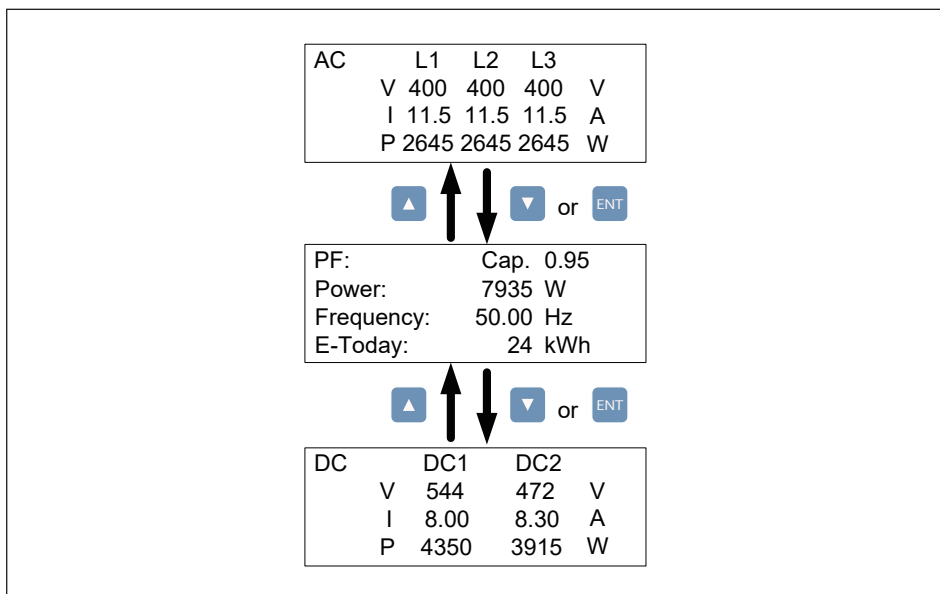 AC L1 L2 L3
V 400 400 400 V
I 11.5 11.5 11.5 A
P 2645 2645 2645 W
▲ ▼ or ENT
PF: Cap. 0.95
Power: 7935 W
Frequency: 50.00 Hz
E-Today: 24 kWh
▲ ▼ or ENT
DC DC1 DC2
V 544 472 V
I 8.00 8.30 A
P 4350 3915 W